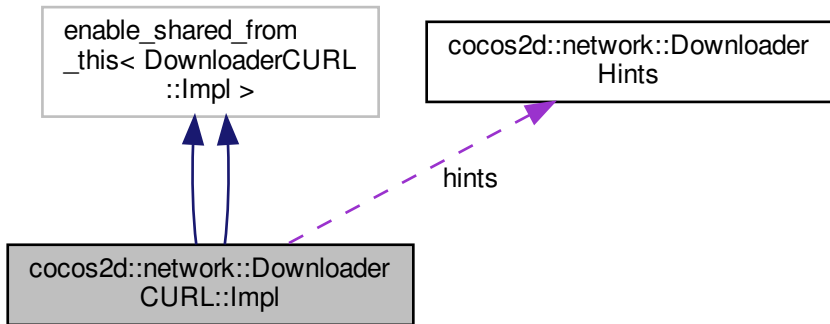 enable_shared_from
_this< DownloaderCURL
::Impl >
cocos2d::network::Downloader
Hints
hints
cocos2d::network::Downloader
CURL::Impl